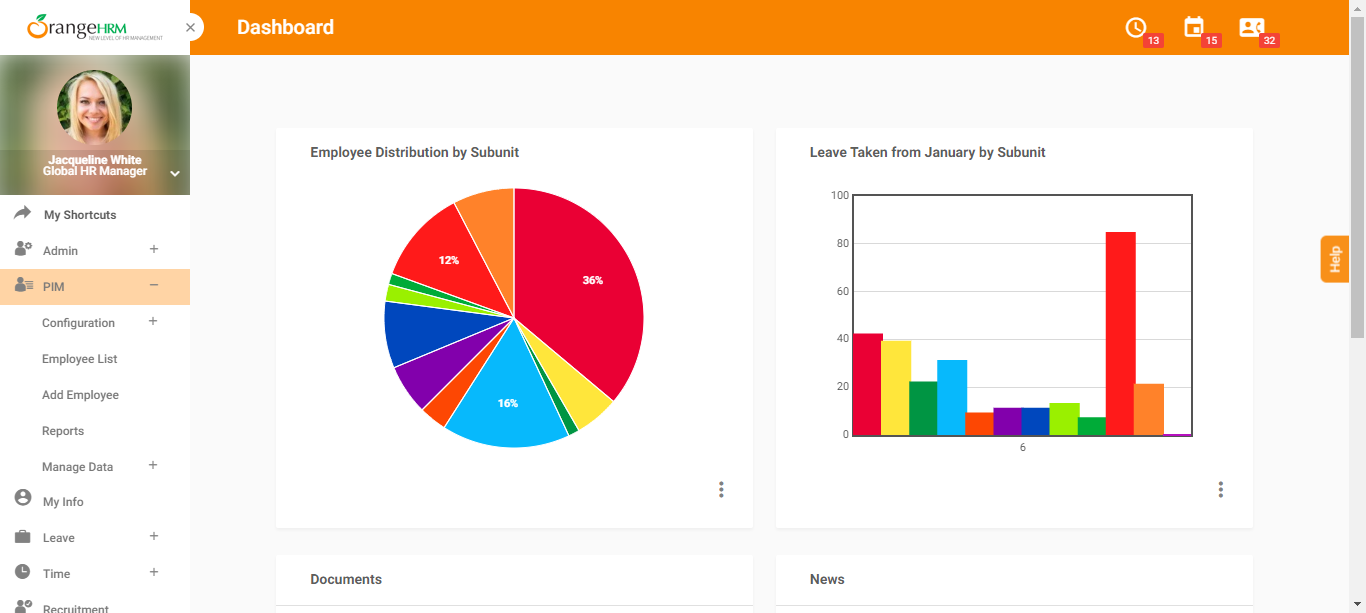 OrangeHRM
NEW LEVEL OF HR MANAGEMENT
Dashboard
13
15
32
Jacqueline White
Global HR Manager
My Shortcuts
Admin
PIM
Configuration
Employee List
Add Employee
Reports
Manage Data
My Info
Leave
Time
Recruitment
Employee Distribution by Subunit
12%
36%
16%
Leave Taken from January by Subunit
100
80
60
40
20
0
6
Help
Documents
News